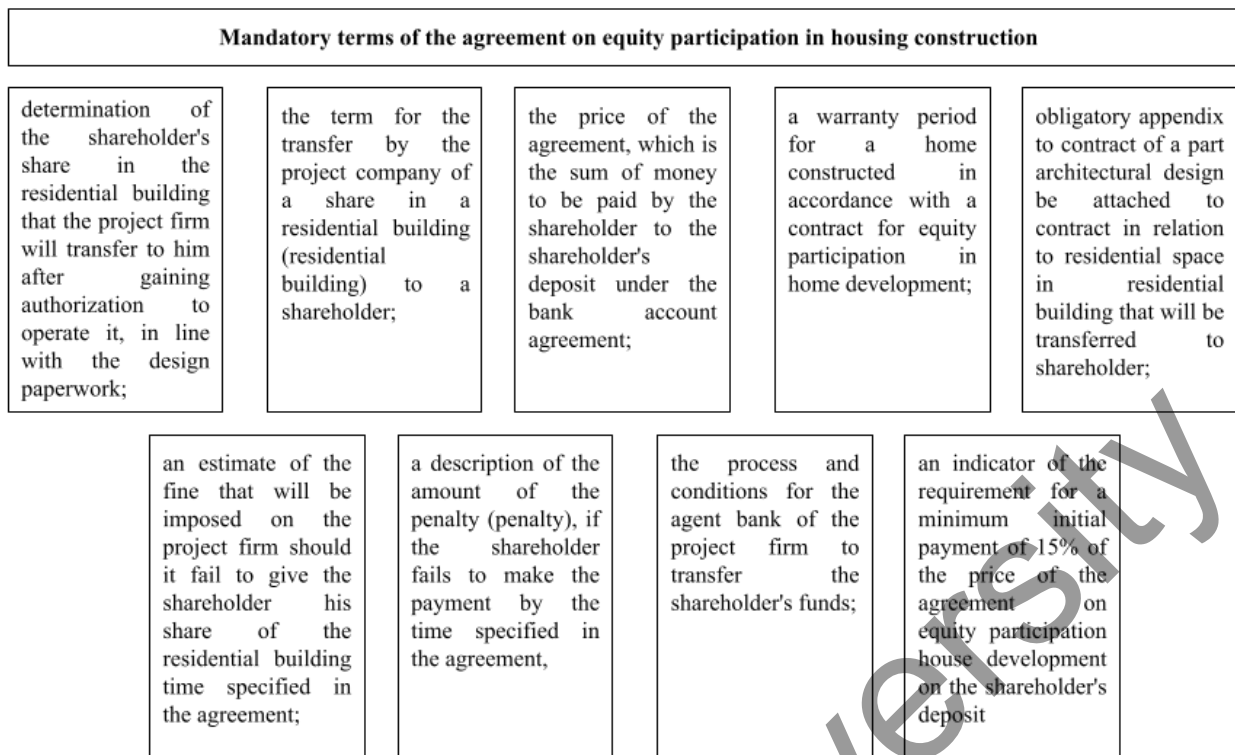 Mandatory terms of the agreement on equity participation in housing construction
determination of
the shareholder's
share in the
residential building
that the project firm
will transfer to him
after gaining
authorization to
operate it, in line
with the design
paperwork;
the term for the
transfer by the
project company of
a share in a
residential building
(residential
building) to a
shareholder;
the price of the
agreement, which is
the sum of money
to be paid by the
shareholder to the
shareholder's
deposit under the
bank account
agreement;
a warranty period
for a home
constructed in
accordance with a
contract for equity
participation in
home development;
obligatory appendix
to contract of a part
architectural design
be attached to
contract in relation
to residential space
in residential
building that will be
transferred to
shareholder;
an estimate of the
fine that will be
imposed on the
project firm should
it fail to give the
shareholder his
share of the
residential building
time specified in
the agreement;
a description of the
amount of the
penalty (penalty), if
the shareholder
fails to make the
payment by the
time specified in
the agreement,
the process and
conditions for the
agent bank of the
project firm to
transfer the
shareholder's funds;
an indicator of the
requirement for a
minimum initial
payment of 15% of
the price of the
agreement on
equity participation
house development
on the shareholder's
deposit
versity